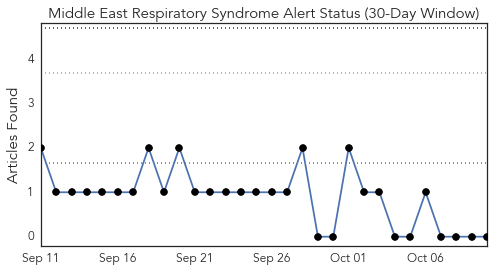 Middle East Respiratory Syndrome Alert Status (30-Day Window)
Articles Found
4
3
2
1
0
Sep 11 Sep 16 Sep 21 Sep 26 Oct 01 Oct 06